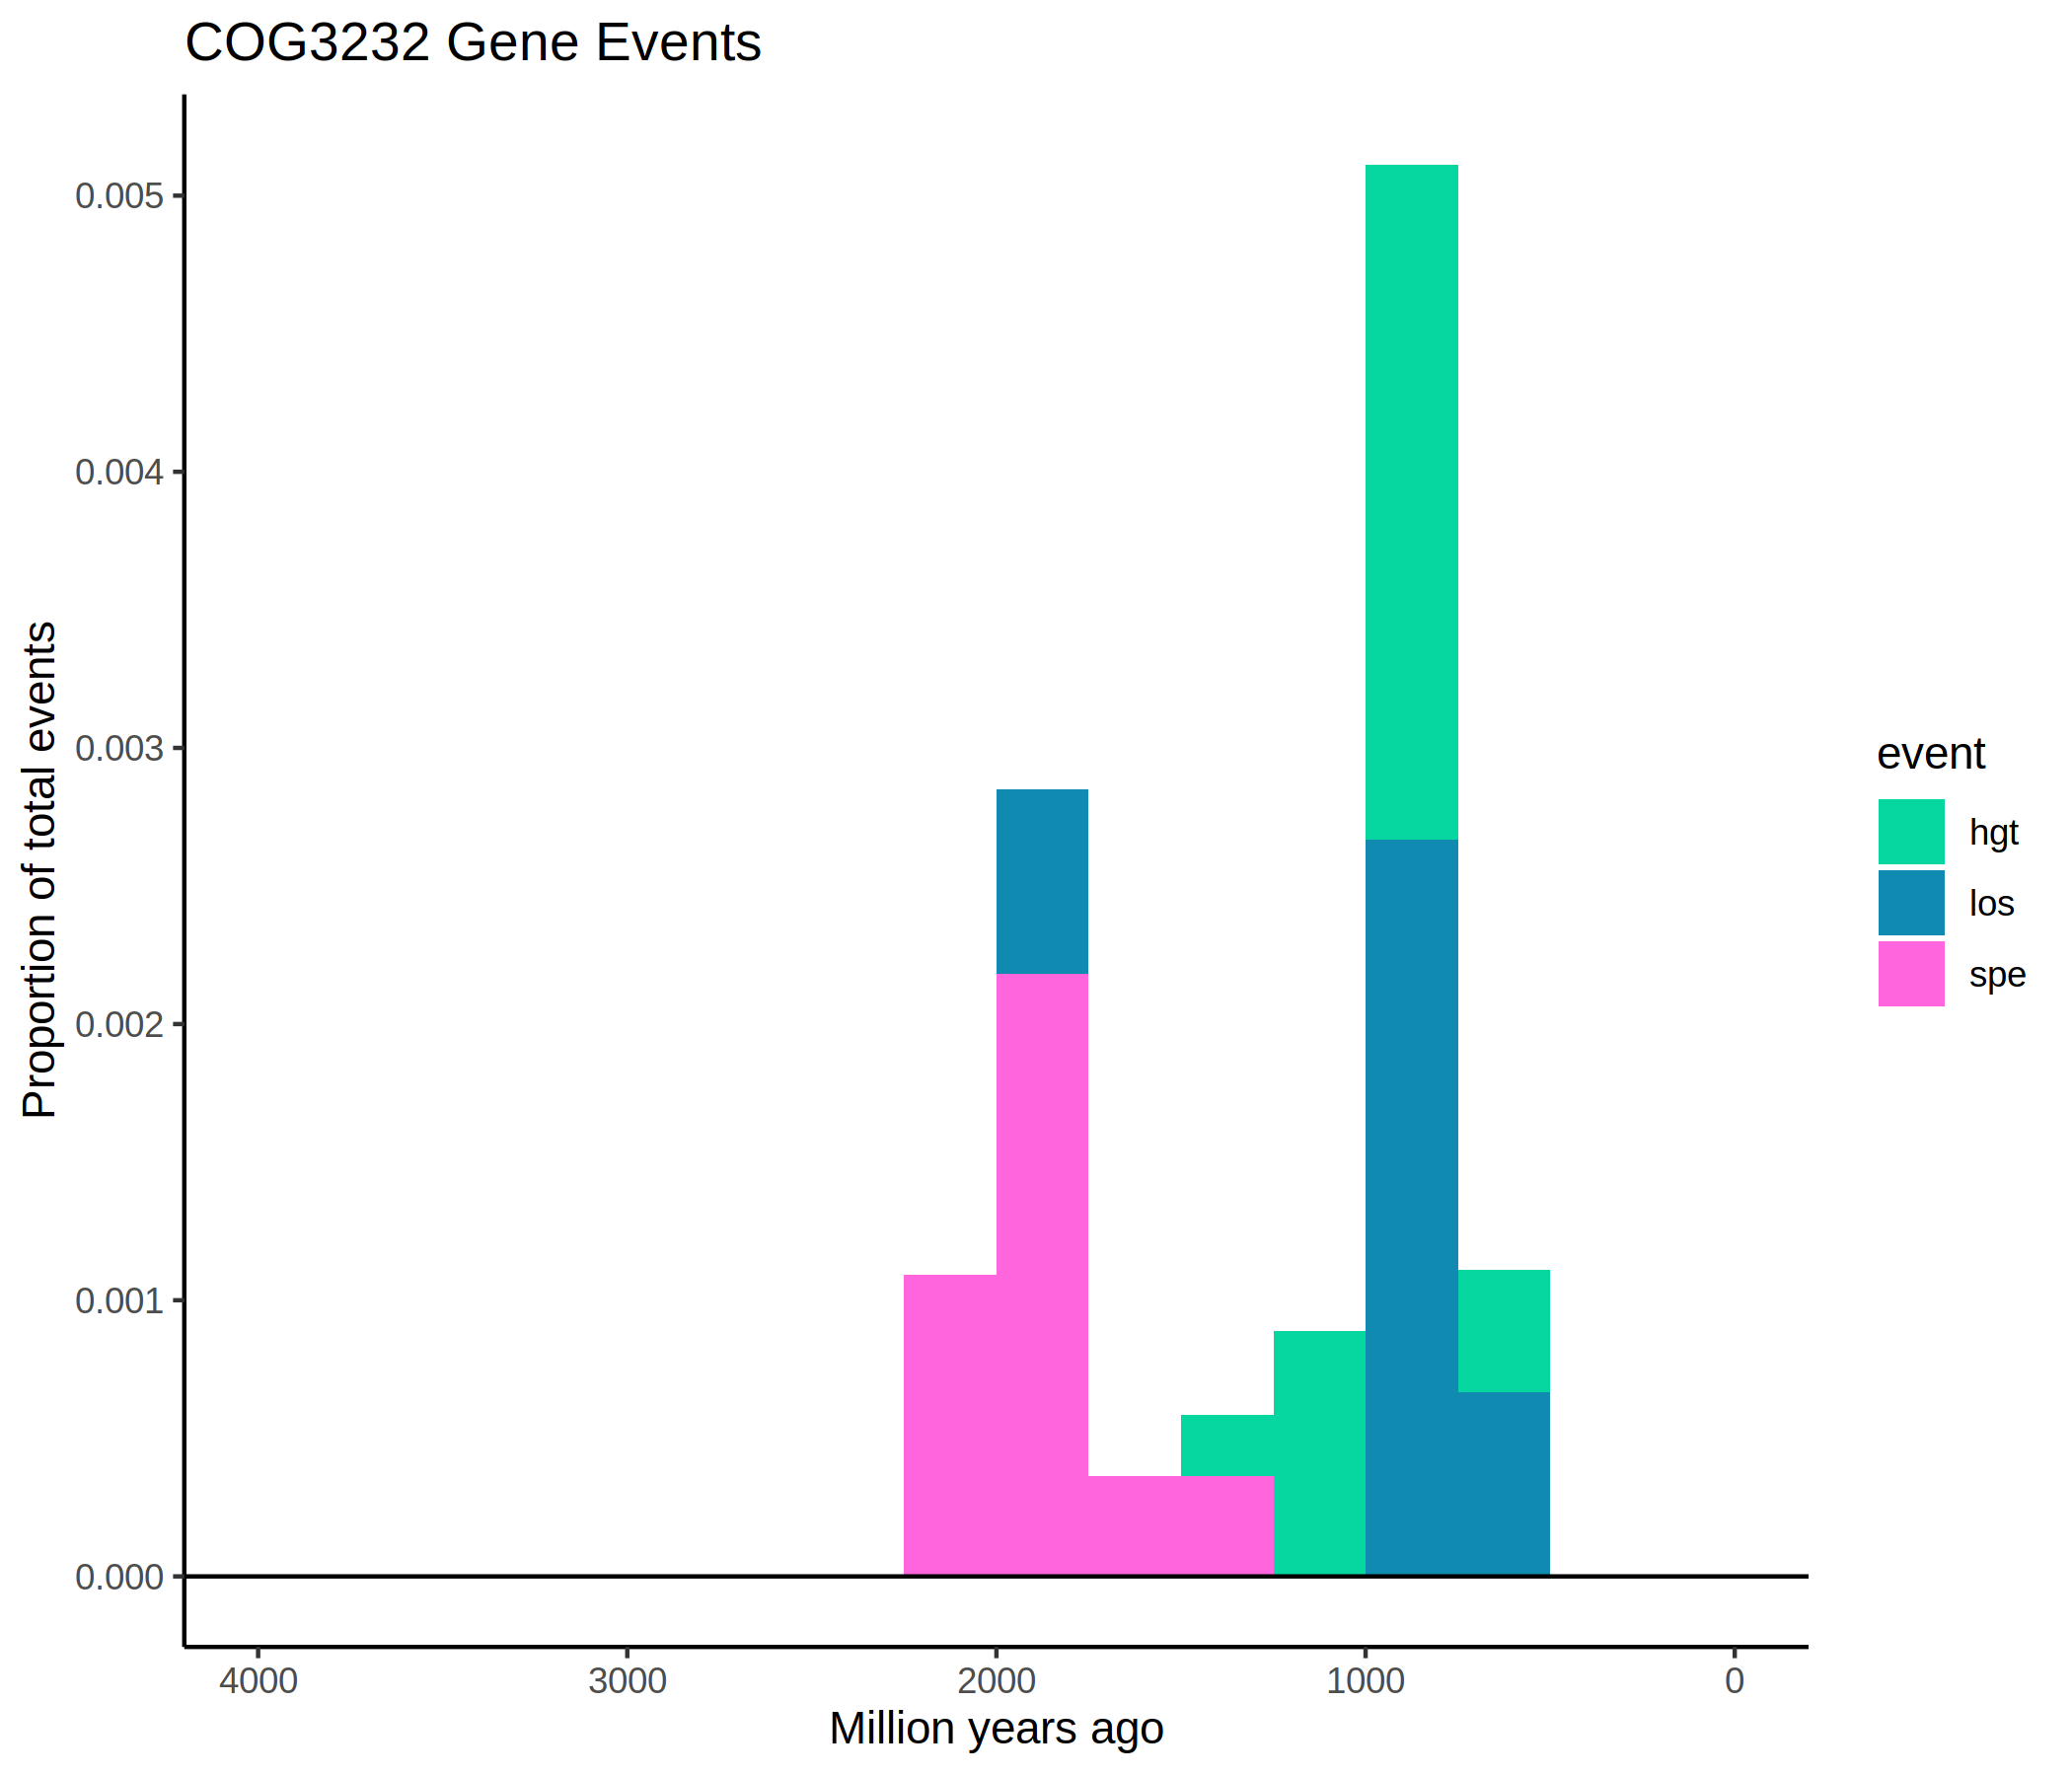 COG3232 Gene Events
Proportion of total events
0.005
0.004
0.003
0.002
0.001
0.000
4000 3000 2000 1000 0
Million years ago
event
hgt
los
spe